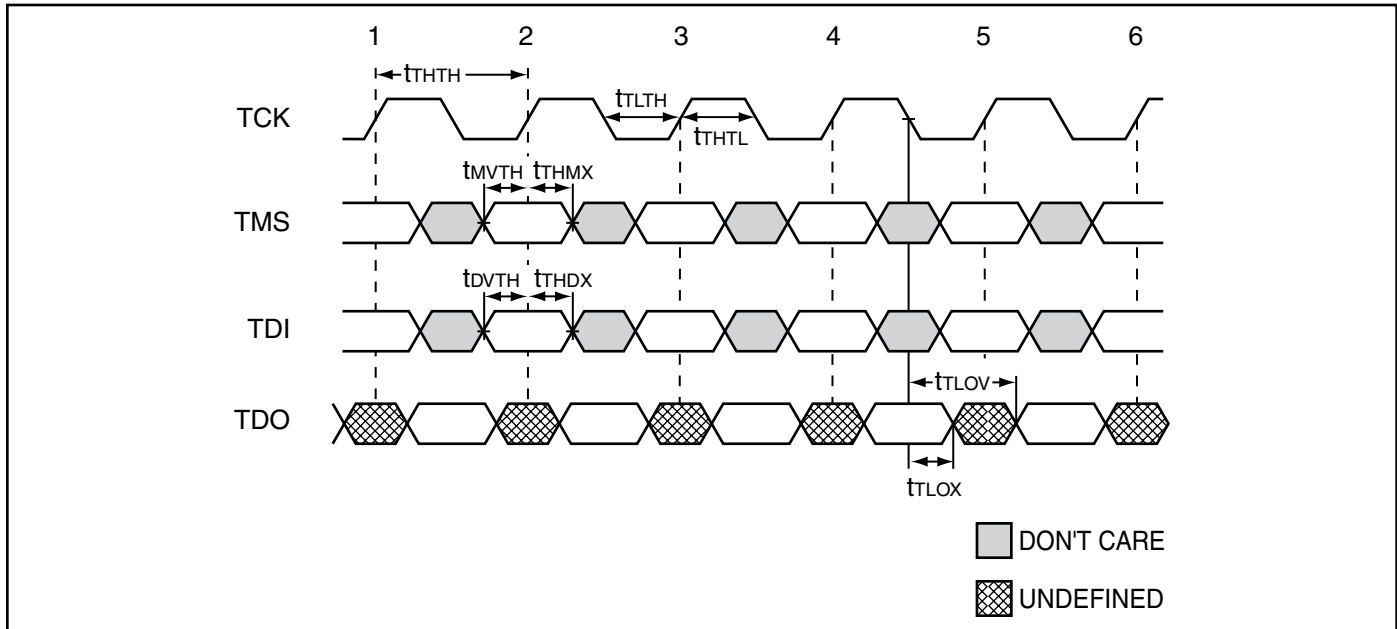 1 2 3 4 5 6
tTHTH
tTLTH
TCK
tTHTL
tMVTH tTHMX
TMS
tDVTH tTHDX
TDI
tTLOV
TDO
tTLOX
DON'T CARE
UNDEFINED